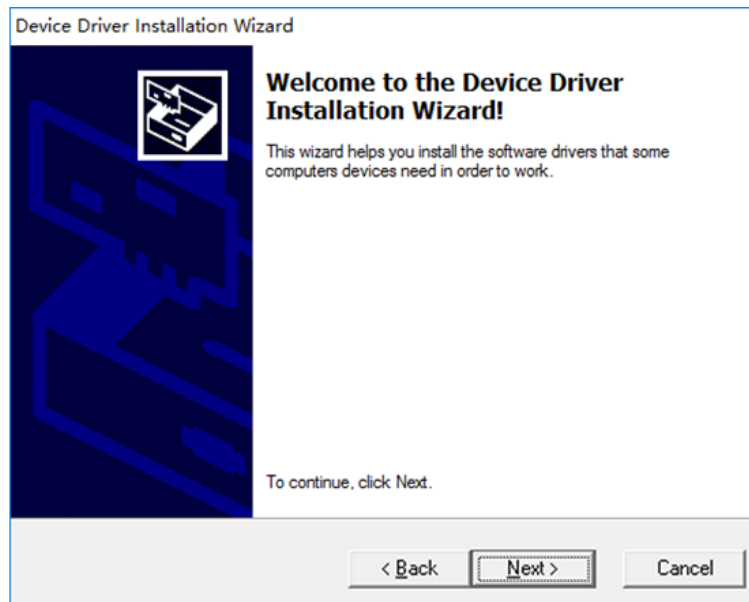 Device Driver Installation Wizard
Welcome to the Device Driver
Installation Wizard!
This wizard helps you install the software drivers that some
computers devices need in order to work.
To continue, click Next.
< Back
Next >
Cancel